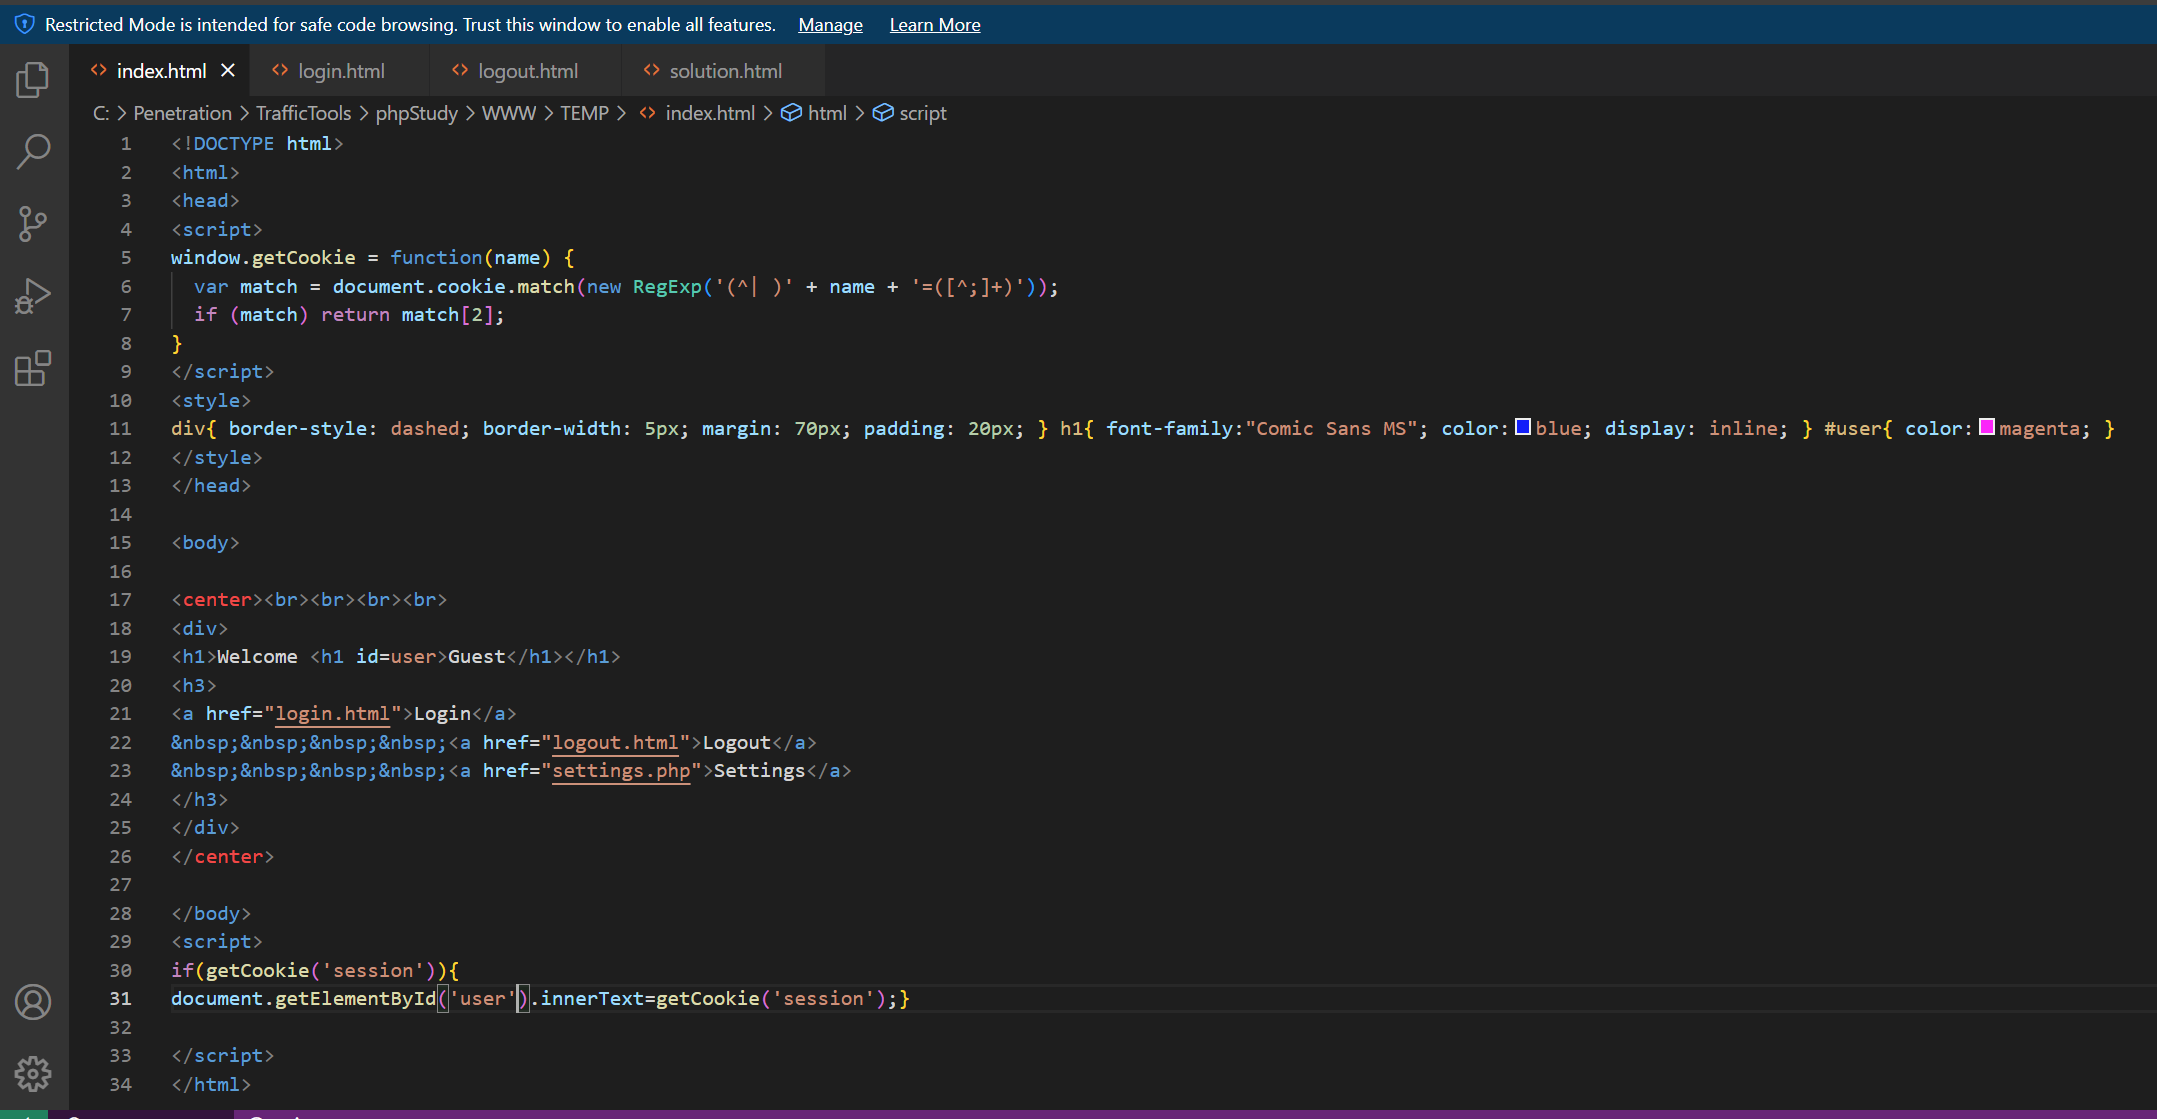 Restricted Mode is intended for safe code browsing. Trust this window to enable all features. Manage Learn More
index.html login.html logout.html solution.html
C: > Penetration > TrafficTools > phpStudy > WWW > TEMP > index.html > html > script
1 <!DOCTYPE html>
2 <html>
3 <head>
4 <script>
5 window.getCookie = function(name) {
6 var match = document.cookie.match(new RegExp('(^| )' + name + '=([^;]+)'));
7 if (match) return match[2];
8 }
9 </script>
10 <style>
11 div{ border-style: dashed; border-width: 5px; margin: 70px; padding: 20px; } h1{ font-family:"Comic Sans MS"; color:blue; display: inline; } #user{ color:magenta; }
12 </style>
13 </head>
14
15 <body>
16
17 <center><br><br><br><br>
18 <div>
19 <h1>Welcome <h1 id=user>Guest</h1></h1>
20 <h3>
21 <a href="login.html">Login</a>
22 &nbsp;&nbsp;&nbsp;&nbsp;<a href="logout.html">Logout</a>
23 &nbsp;&nbsp;&nbsp;&nbsp;<a href="settings.php">Settings</a>
24 </h3>
25 </div>
26 </center>
27
28 </body>
29 <script>
30 if(getCookie('session')){
31 document.getElementById('user').innerText=getCookie('session');}
32
33 </script>
34 </html>